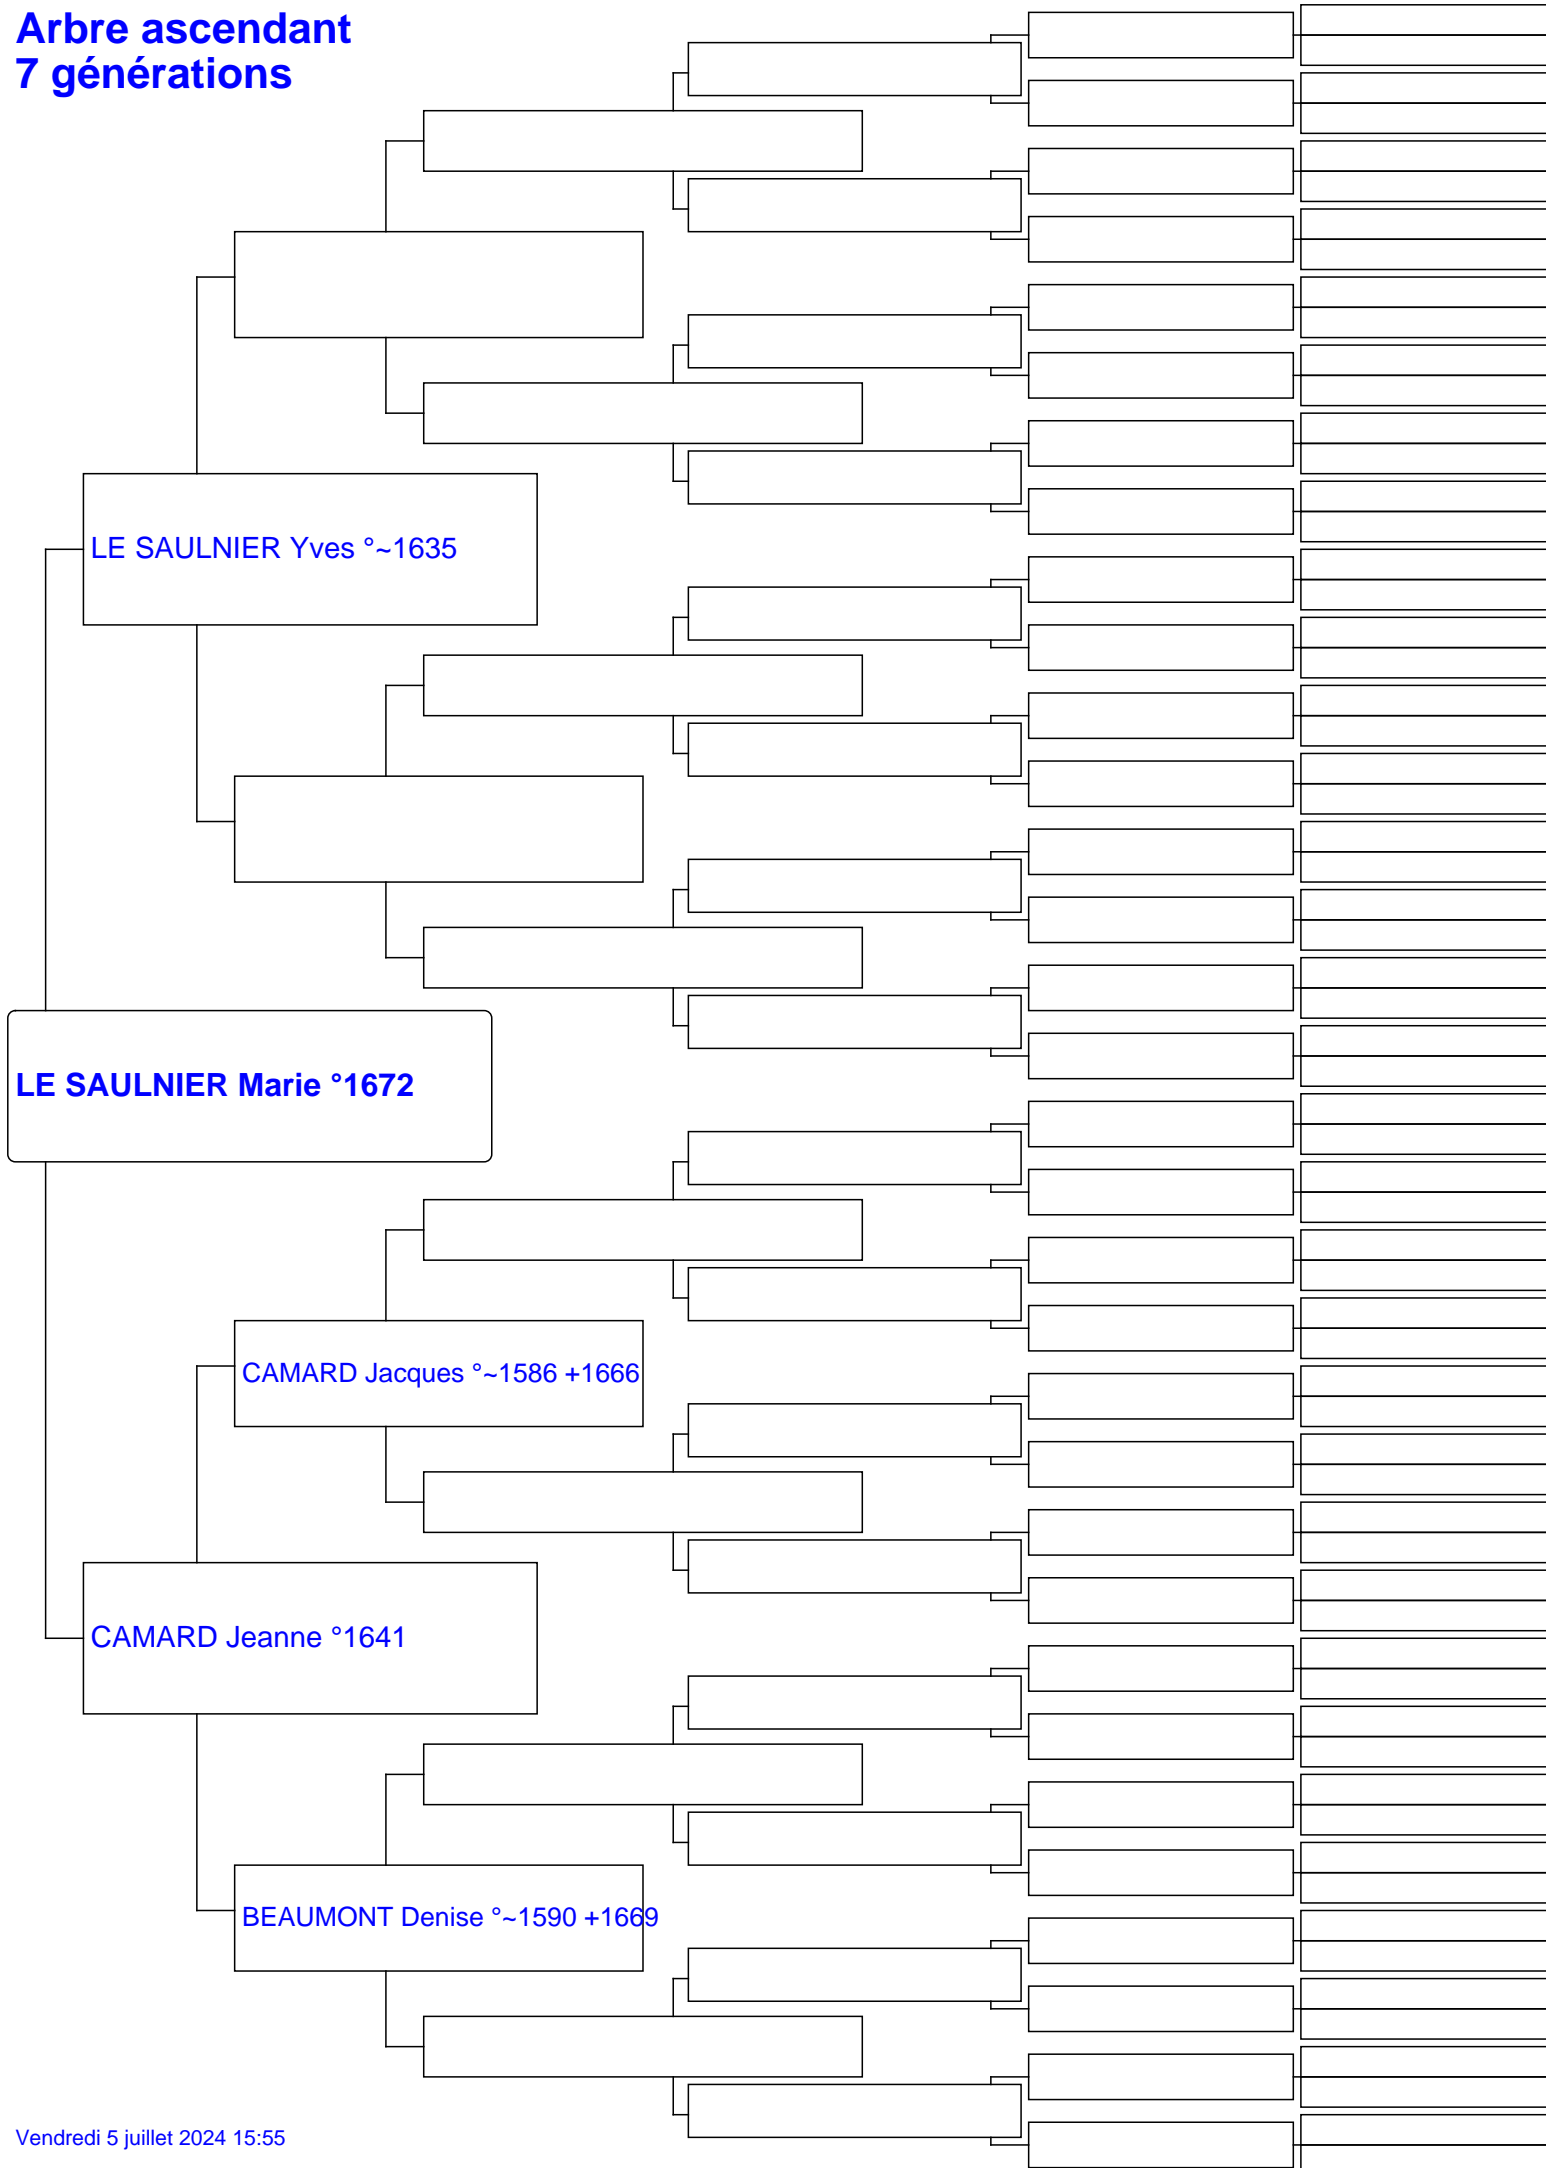 Arbre ascendant
7 générations
LE SAULNIER Yves °~1635
LE SAULNIER Marie °1672
CAMARD Jacques °~1586 +1666
CAMARD Jeanne °1641
BEAUMONT Denise °~1590 +1669
Vendredi 5 juillet 2024 15:55